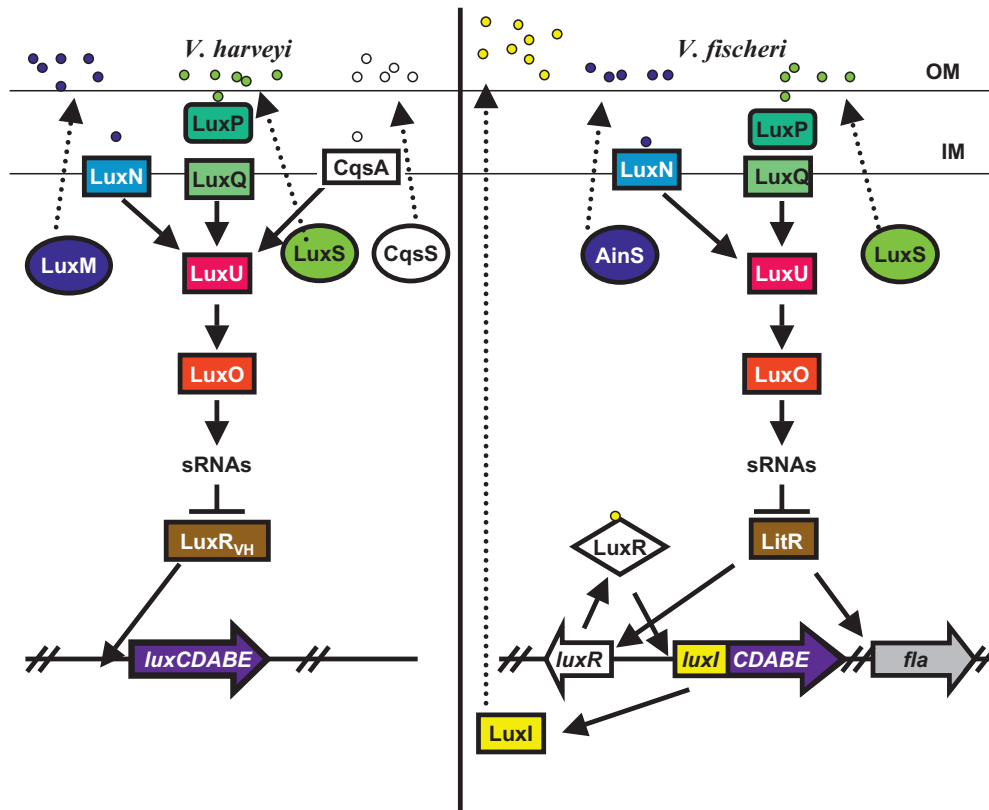 V. harveyi
LuxP
LuxN
LuxQ
CqsA
LuxM
LuxU
LuxS
CqsS
LuxO
sRNAs
LuxR_VH
luxCDABE
V. fischeri
OM
LuxP
IM
LuxN
LuxQ
AinS
LuxU
LuxS
LuxO
sRNAs
LuxR
LitR
luxR
luxI
CDABE
fla
LuxI